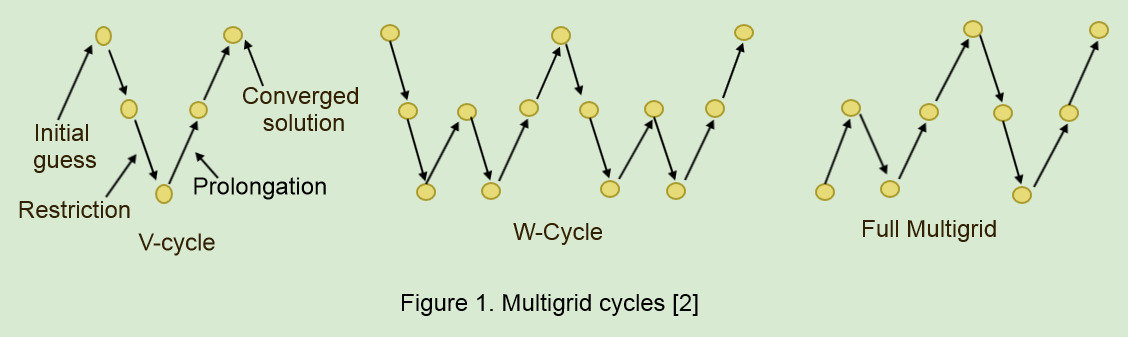 Initial
guess
Restriction
Prolongation
Converged
solution
V-cycle
W-Cycle
Full Multigrid
Figure 1. Multigrid cycles [2]